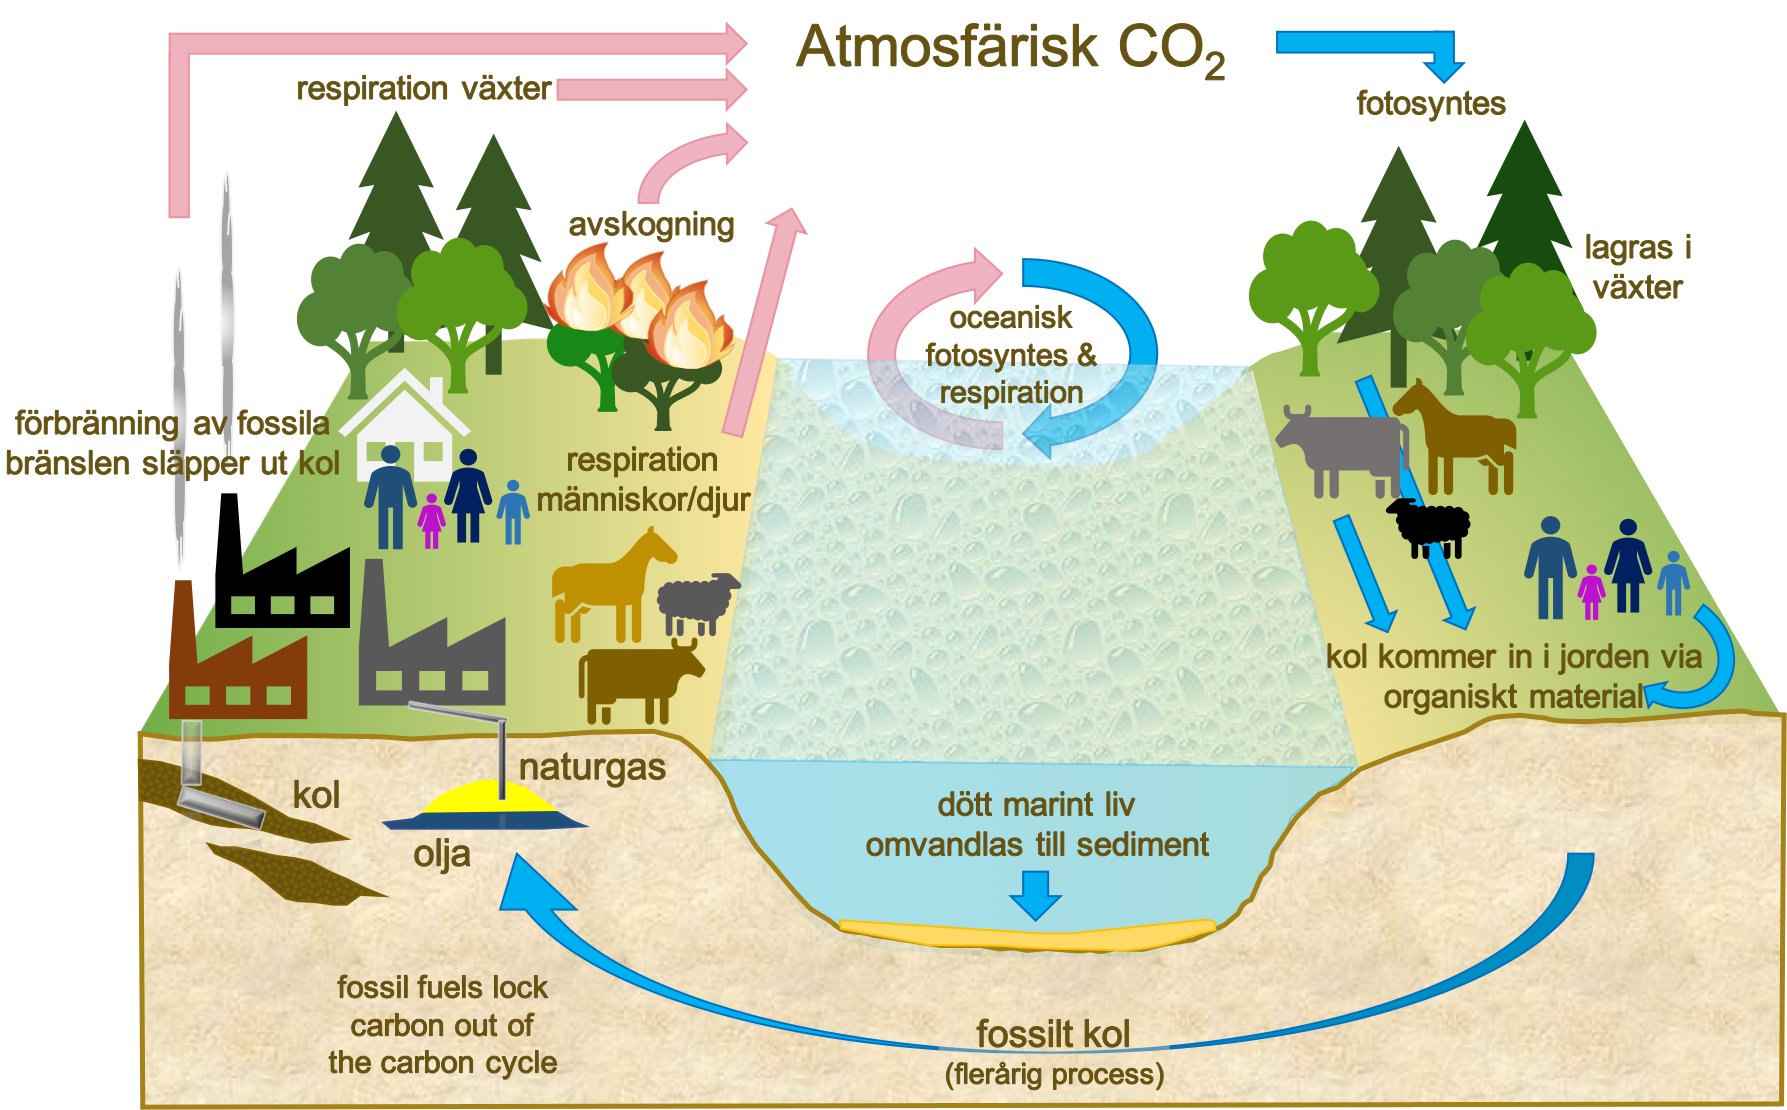 Atmosfärisk CO₂
respiration växter
fotosyntes
avskogning
lagras i
växter
oceanisk
fotosyntes &
respiration
förbränning av fossila
bränslen släpper ut kol
respiration
människor/djur
kol kommer in i jorden via
organiskt material
naturgas
kol
olja
dött marint liv
omvandlas till sediment
fossil fuels lock
carbon out of
the carbon cycle
fossilt kol
(flerårig process)